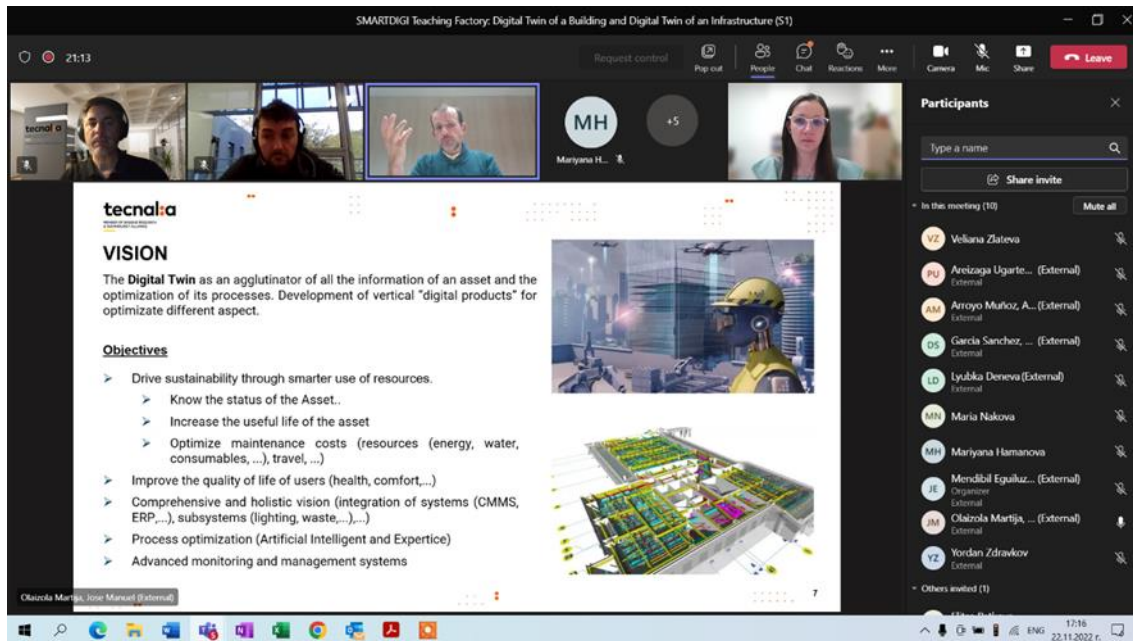 SMARTDIGI Teaching Factory: Digital Twin of a Building and Digital Twin of an Infrastructure (S1)
21:13
Request control
Pop out
People
Chat
Reactions
More
Camera
Mic
Share
Leave
tecnalia
MH
Mariyana H...
+5
tecnalia
MEMBER OF BASQUE RESEARCH
& TECHNOLOGY ALLIANCE
VISION
The Digital Twin as an agglutinator of all the information of an asset and the
optimization of its processes. Development of vertical "digital products" for
optimizate different aspect.
Objectives
Drive sustainability through smarter use of resources.
Know the status of the Asset..
Increase the useful life of the asset
Optimize maintenance costs (resources (energy, water,
consumables, ...), travel, ...)
Improve the quality of life of users (health, comfort,...)
Comprehensive and holistic vision (integration of systems (CMMS,
ERP,...), subsystems (lighting, waste,...),...)
Process optimization (Artificial Intelligent and Expertice)
Advanced monitoring and management systems
7
Olaizola Martija, Jose Manuel (External)
Participants
Type a name
Share invite
In this meeting (10)
Mute all
VZ
Veliana Zlateva
PU
Areizaga Ugarte... (External)
External
AM
Arroyo Muñoz, A... (External)
External
DS
Garcia Sanchez, ... (External)
External
LD
Lyubka Deneva (External)
External
MN
Maria Nakova
MH
Mariyana Hamanova
JE
Mendibil Eguiluz... (External)
Organizer
External
JM
Olaizola Martija, ... (External)
External
YZ
Yordan Zdravkov
External
Others invited (1)
ENG
17:16
22.11.2022 г.